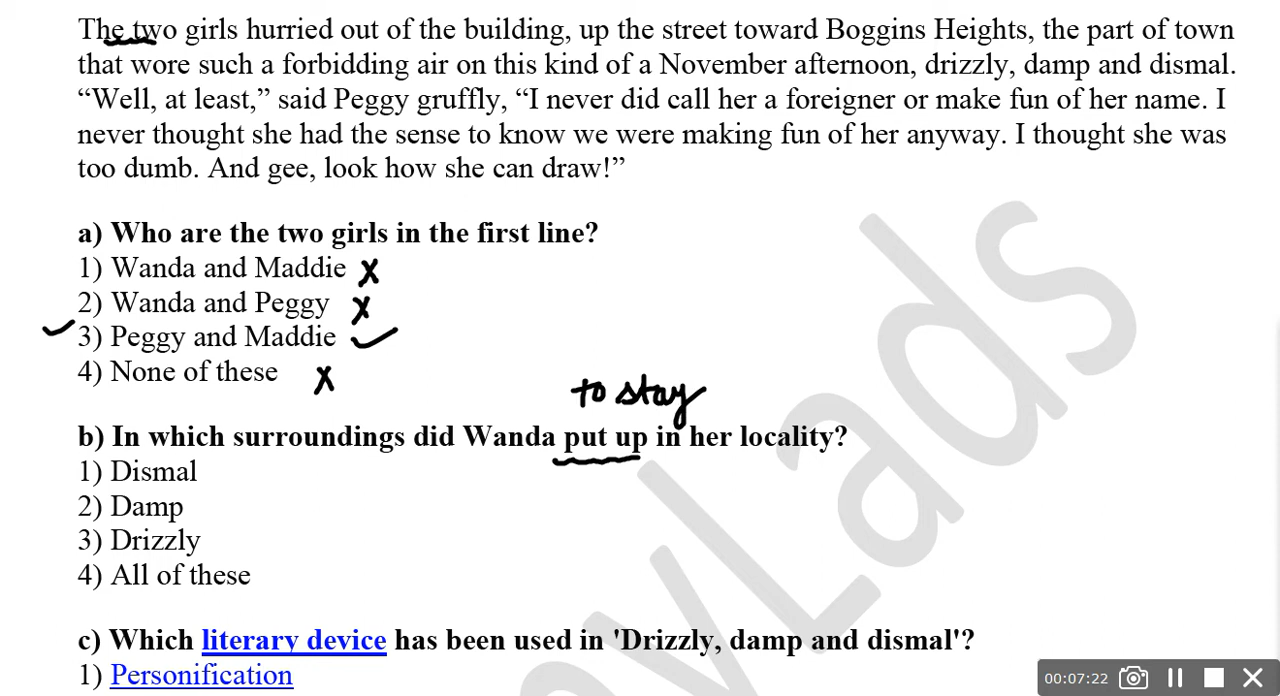 The two girls hurried out of the building, up the street toward Boggins Heights, the part of town
that wore such a forbidding air on this kind of a November afternoon, drizzly, damp and dismal.
“Well, at least,” said Peggy gruffly, “I never did call her a foreigner or make fun of her name. I
never thought she had the sense to know we were making fun of her anyway. I thought she was
too dumb. And gee, look how she can draw!”
a) Who are the two girls in the first line?
1) Wanda and Maddie X
2) Wanda and Peggy X
3) Peggy and Maddie
4) None of these X
to stay
b) In which surroundings did Wanda put up in her locality?
1) Dismal
2) Damp
3) Drizzly
4) All of these
c) Which literary device has been used in 'Drizzly, damp and dismal'?
1) Personification
00:07:22